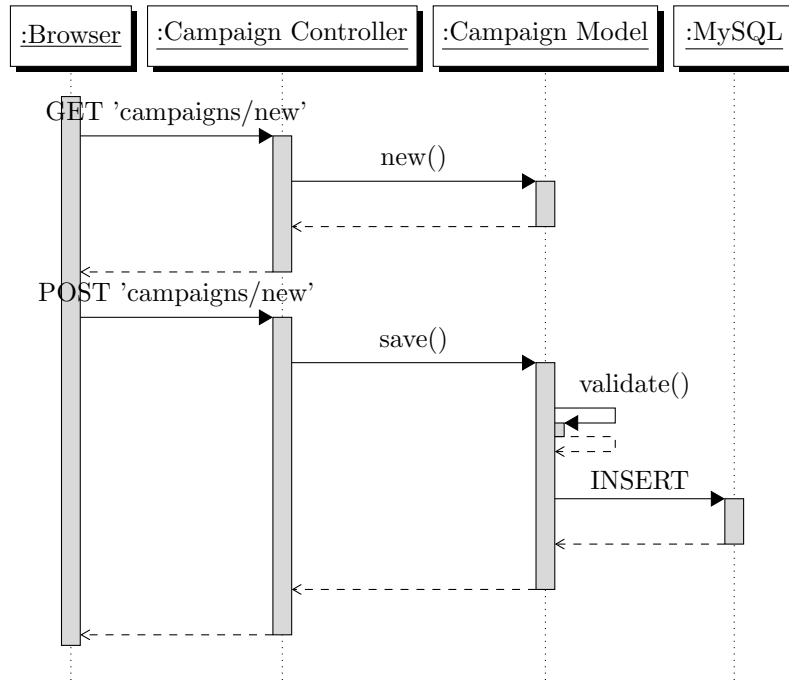 :Browser
:Campaign Controller
:Campaign Model
:MySQL
GET 'campaigns/new'
new()
POST 'campaigns/new'
save()
validate()
INSERT